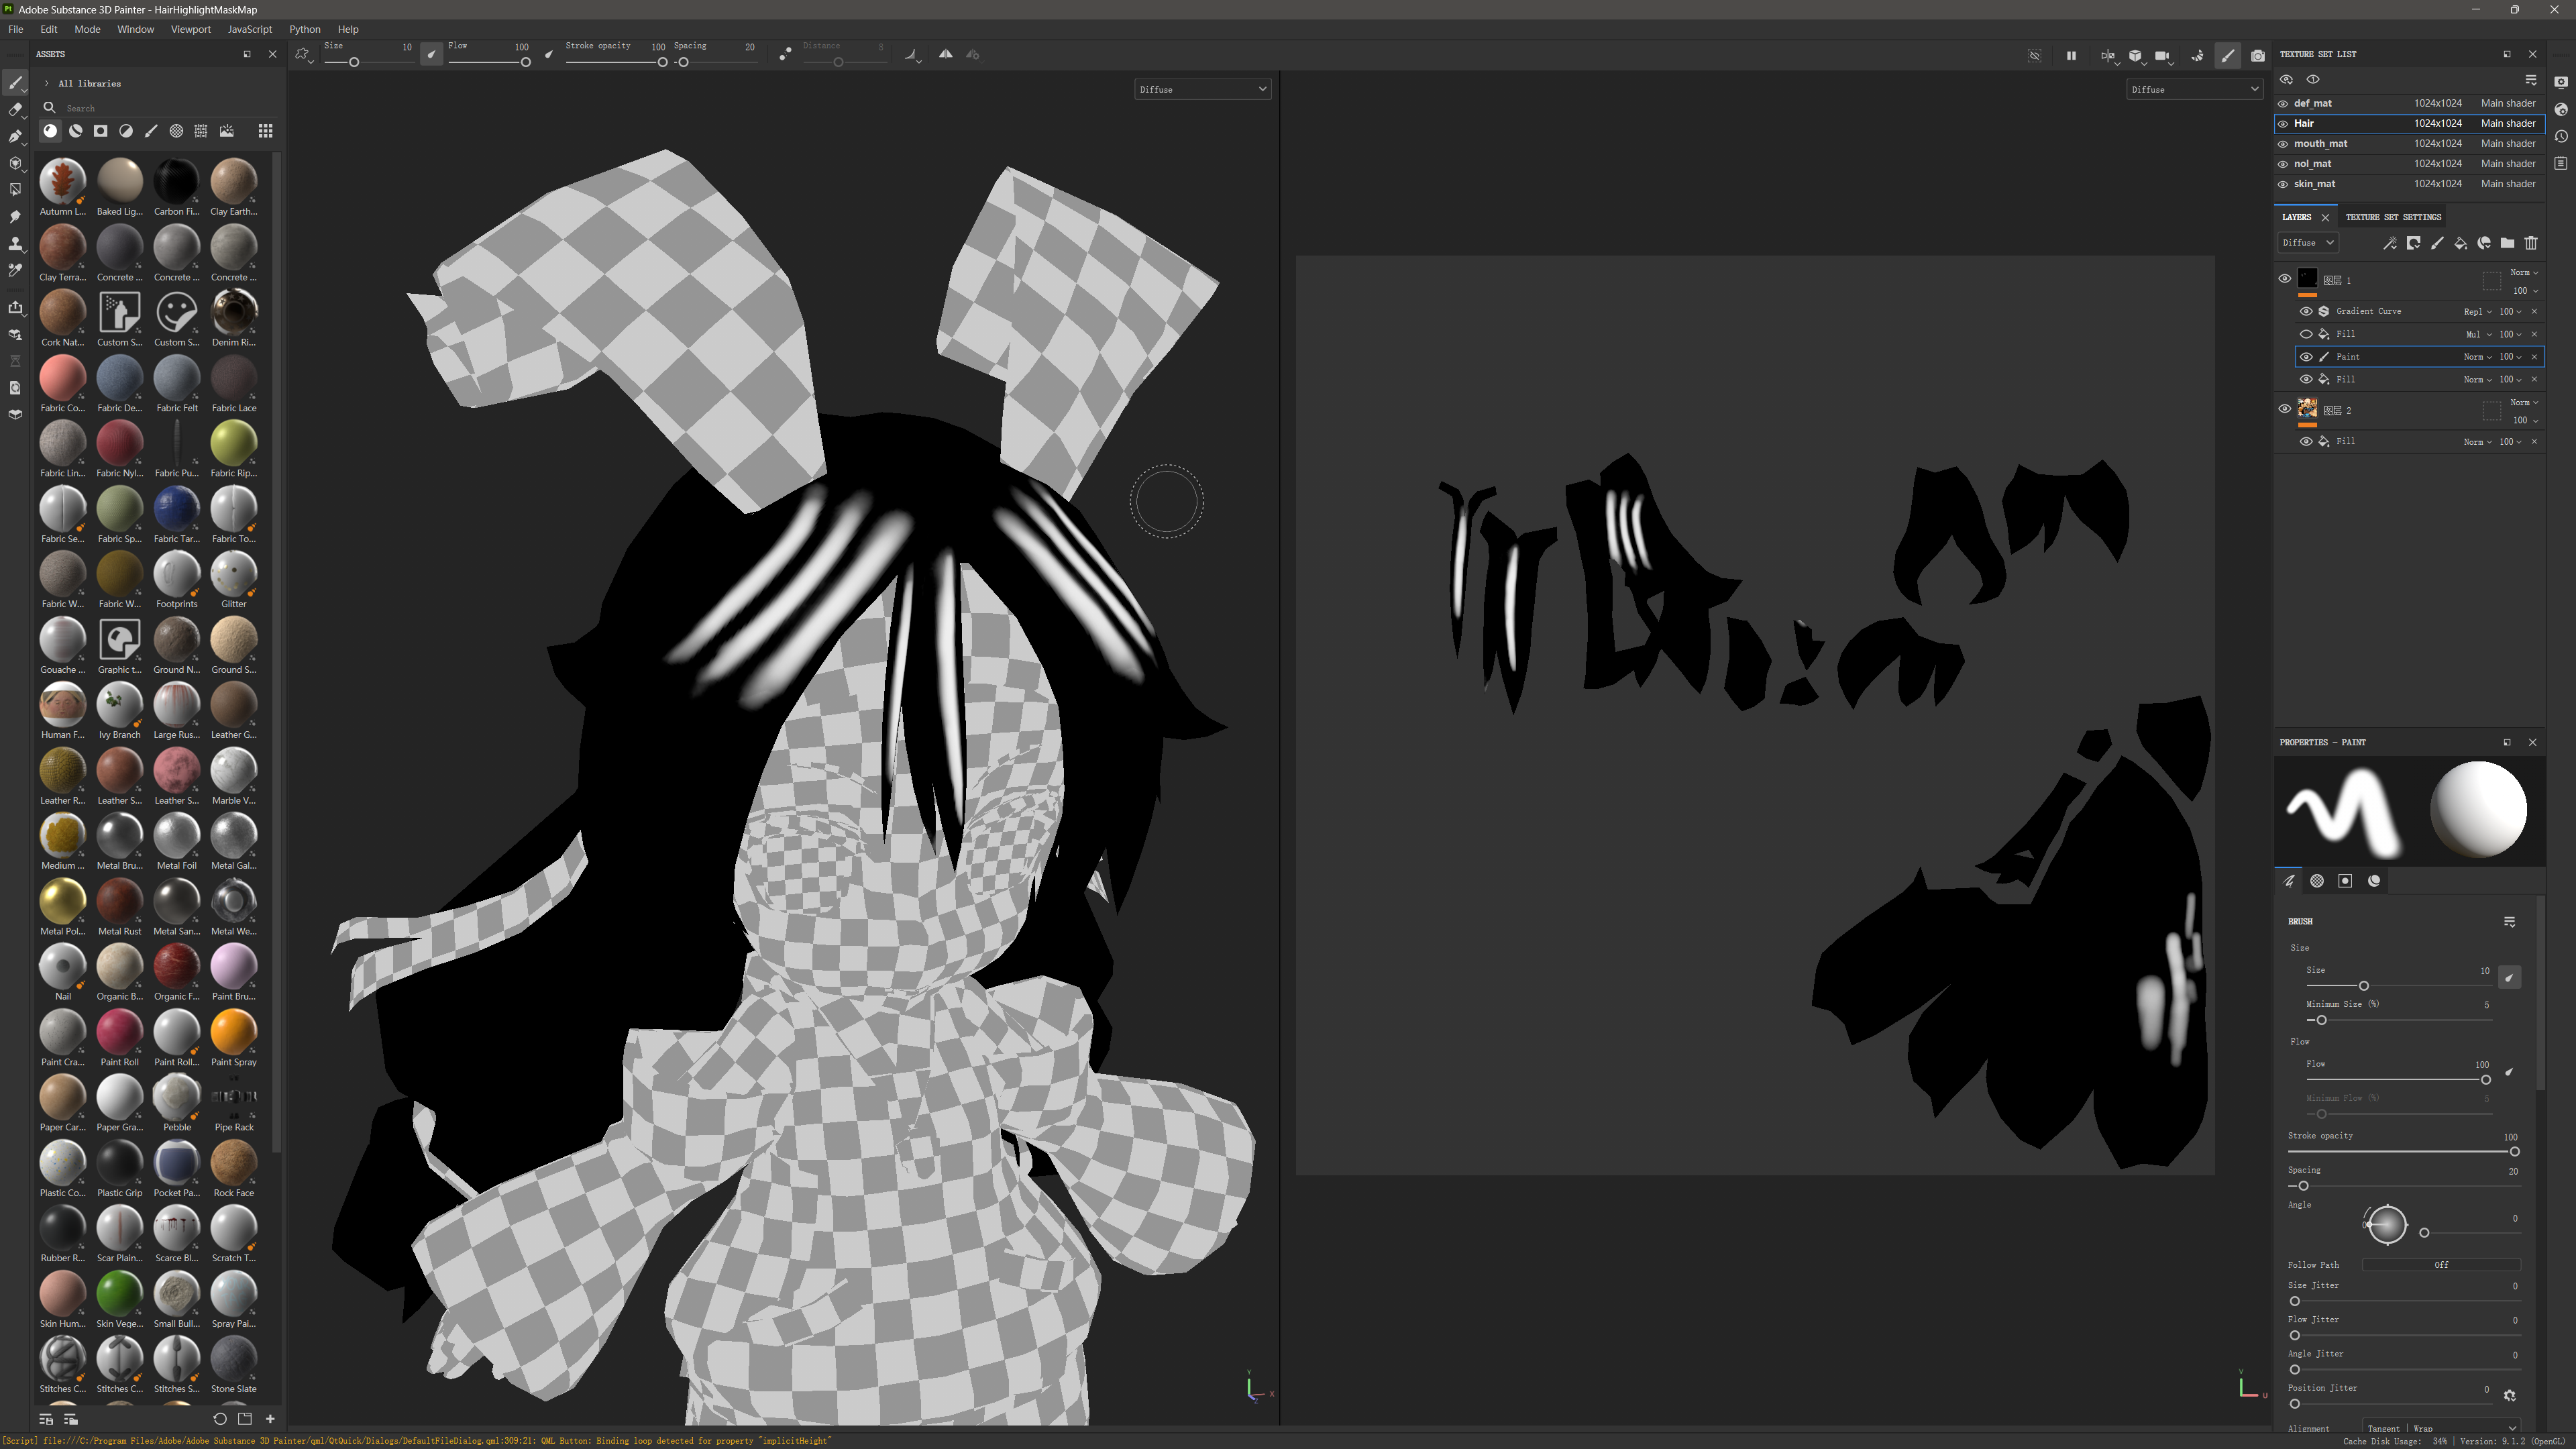 Adobe Substance 3D Painter - HairHighlightMaskMap
File Edit Mode Window Viewport JavaScript Python Help
ASSETS
All libraries
Search
Autumn L... Baked Lig... Carbon Fi... Clay Earth...
Clay Terra... Concrete ... Concrete ... Concrete ...
Cork Nat... Custom S... Custom S... Denim Ri...
Fabric Co... Fabric De... Fabric Felt Fabric Lace
Fabric Lin... Fabric Nyl... Fabric Pu... Fabric Rip...
Fabric Se... Fabric Sp... Fabric Tar... Fabric To...
Fabric W... Fabric W... Footprints Glitter
Gouache ... Graphic t... Ground N... Ground S...
Human F... Ivy Branch Large Rus... Leather G...
Leather R... Leather S... Leather S... Marble V...
Medium ... Metal Bru... Metal Foil Metal Gal...
Metal Pol... Metal Rust Metal San... Metal We...
Nail Organic B... Organic F... Paint Bru...
Paint Cra... Paint Roll Paint Roll... Paint Spray
Paper Car... Paper Gra... Pebble Pipe Rack
Plastic Co... Plastic Grip Pocket Pa... Rock Face
Rubber R... Scar Plain... Scarce Bl... Scratch T...
Skin Hum... Skin Vege... Small Bull... Spray Pai...
Stitches C... Stitches C... Stitches S... Stone Slate
Size 10 Flow 100 Stroke opacity 100 Spacing 20 Distance 5
Diffuse
Diffuse
Y X Z
V U
TEXTURE SET LIST
def_mat 1024x1024 Main shader
Hair 1024x1024 Main shader
mouth_mat 1024x1024 Main shader
nol_mat 1024x1024 Main shader
skin_mat 1024x1024 Main shader
LAYERS TEXTURE SET SETTINGS
Diffuse
图层 1 Norm 100
Gradient Curve Repl 100
Fill Mul 100
Paint Norm 100
Fill Norm 100
图层 2 Norm 100
Fill Norm 100
PROPERTIES - PAINT
BRUSH
Size
Size 10
Minimum Size (%) 5
Flow
Flow 100
Minimum Flow (%) 5
Stroke opacity 100
Spacing 20
Angle 0
Follow Path Off
Size Jitter 0
Flow Jitter 0
Angle Jitter 0
Position Jitter 0
Alignment Tangent | Wrap
[Script] file:///C:/Program Files/Adobe/Adobe Substance 3D Painter/qml/QtQuick/Dialogs/DefaultFileDialog.qml:309:21: QML Button: Binding loop detected for property "implicitHeight"
Cache Disk Usage: 34% | Version: 9.1.2 (OpenGL)